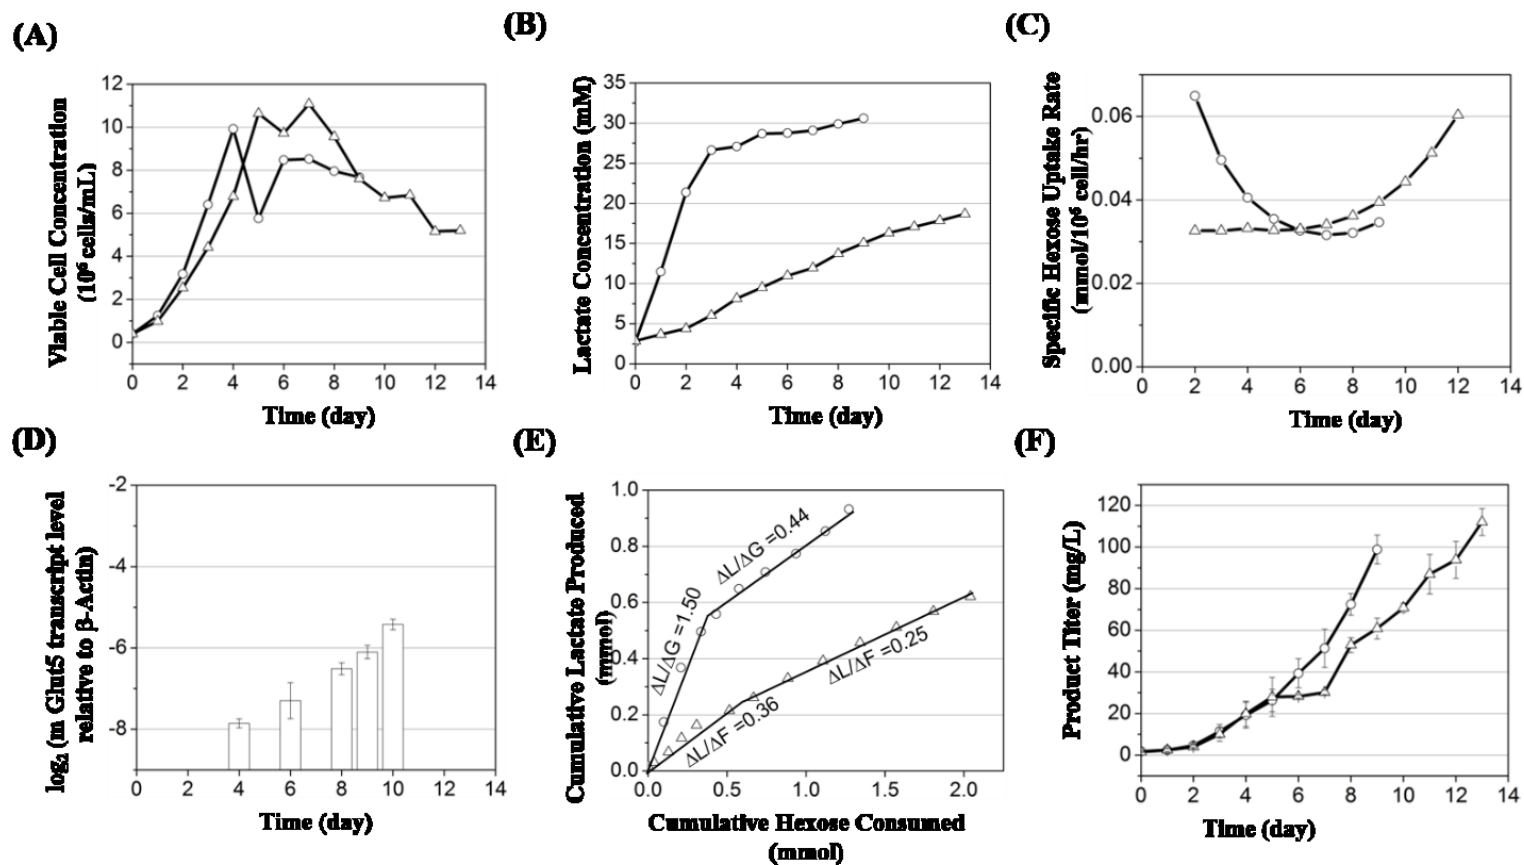 (A)
Viable Cell Concentration
(10⁶ cells/mL)
12
10
8
6
4
2
0
0 2 4 6 8 10 12 14
Time (day)
(B)
Lactate Concentration (mM)
35
30
25
20
15
10
5
0
0 2 4 6 8 10 12 14
Time (day)
(C)
Specific Hexose Uptake Rate
(mmol/10⁶ cell/hr)
0.06
0.04
0.02
0.00
0 2 4 6 8 10 12 14
Time (day)
(D)
log₂ (m Glut5 transcript level
relative to β-Actin)
-2
-4
-6
-8
0 2 4 6 8 10 12 14
Time (day)
(E)
Cumulative Lactate Produced
(mmol)
1.0
0.8
0.6
0.4
0.2
0.0
ΔL/ΔG =1.50
ΔL/ΔG =0.44
ΔL/ΔF =0.36
ΔL/ΔF =0.25
0.0 0.5 1.0 1.5 2.0
Cumulative Hexose Consumed
(mmol)
(F)
Product Titer (mg/L)
120
100
80
60
40
20
0
0 2 4 6 8 10 12 14
Time (day)